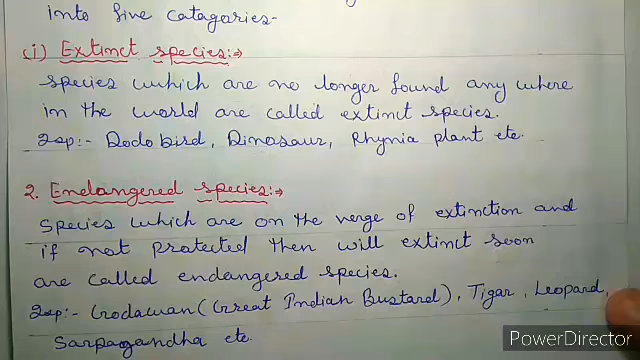 into five catagories-
(i) Extinct species:→
Species which are no longer found any where
in the world are called extinct species.
Dodo bird, Dinosaur, Rhynia plant etc.
2. Endangered species:→
Species which are on the verge of extinction and
if not protected then will extinct soon
are called endangered species.
Godawan (Great Indian Bustard), Tigar, Leopard,
Sarpagandha etc.
PowerDirector